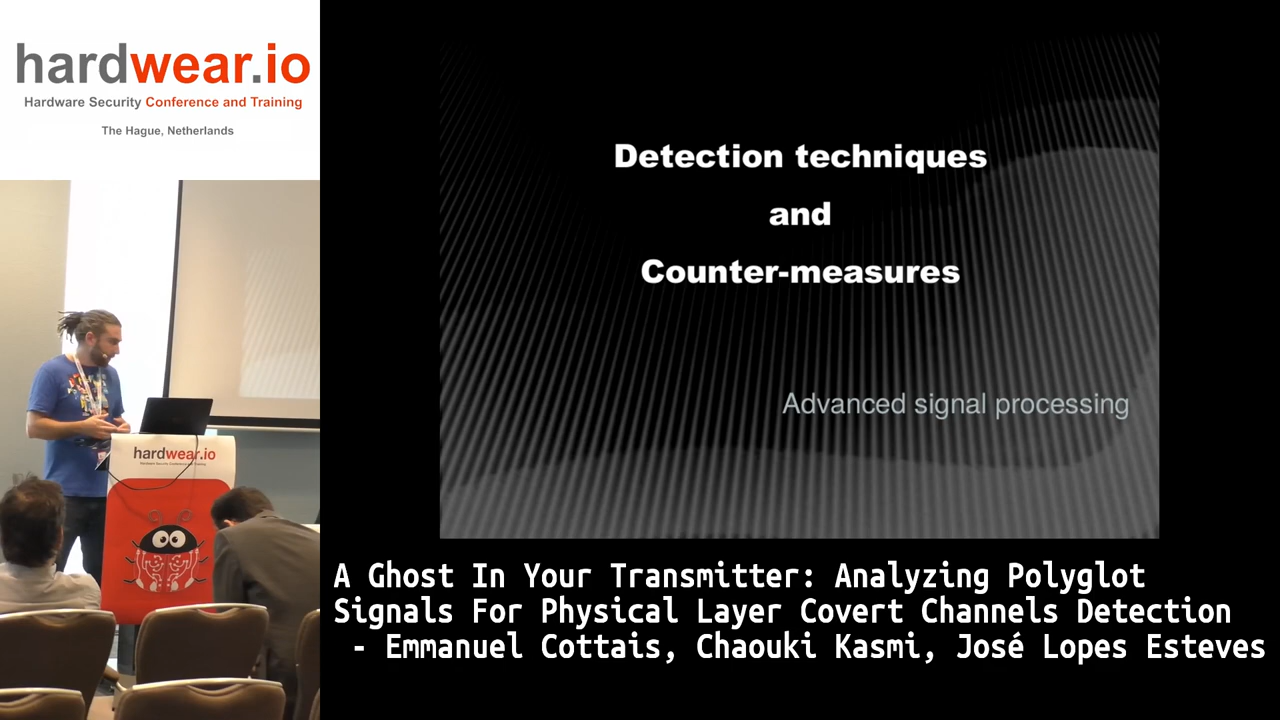 hardwear.io
Hardware Security Conference and Training
The Hague, Netherlands
Detection techniques
and
Counter-measures
Advanced signal processing
hardwear.io
A Ghost In Your Transmitter: Analyzing Polyglot
Signals For Physical Layer Covert Channels Detection
- Emmanuel Cottais, Chaouki Kasmi, José Lopes Esteves